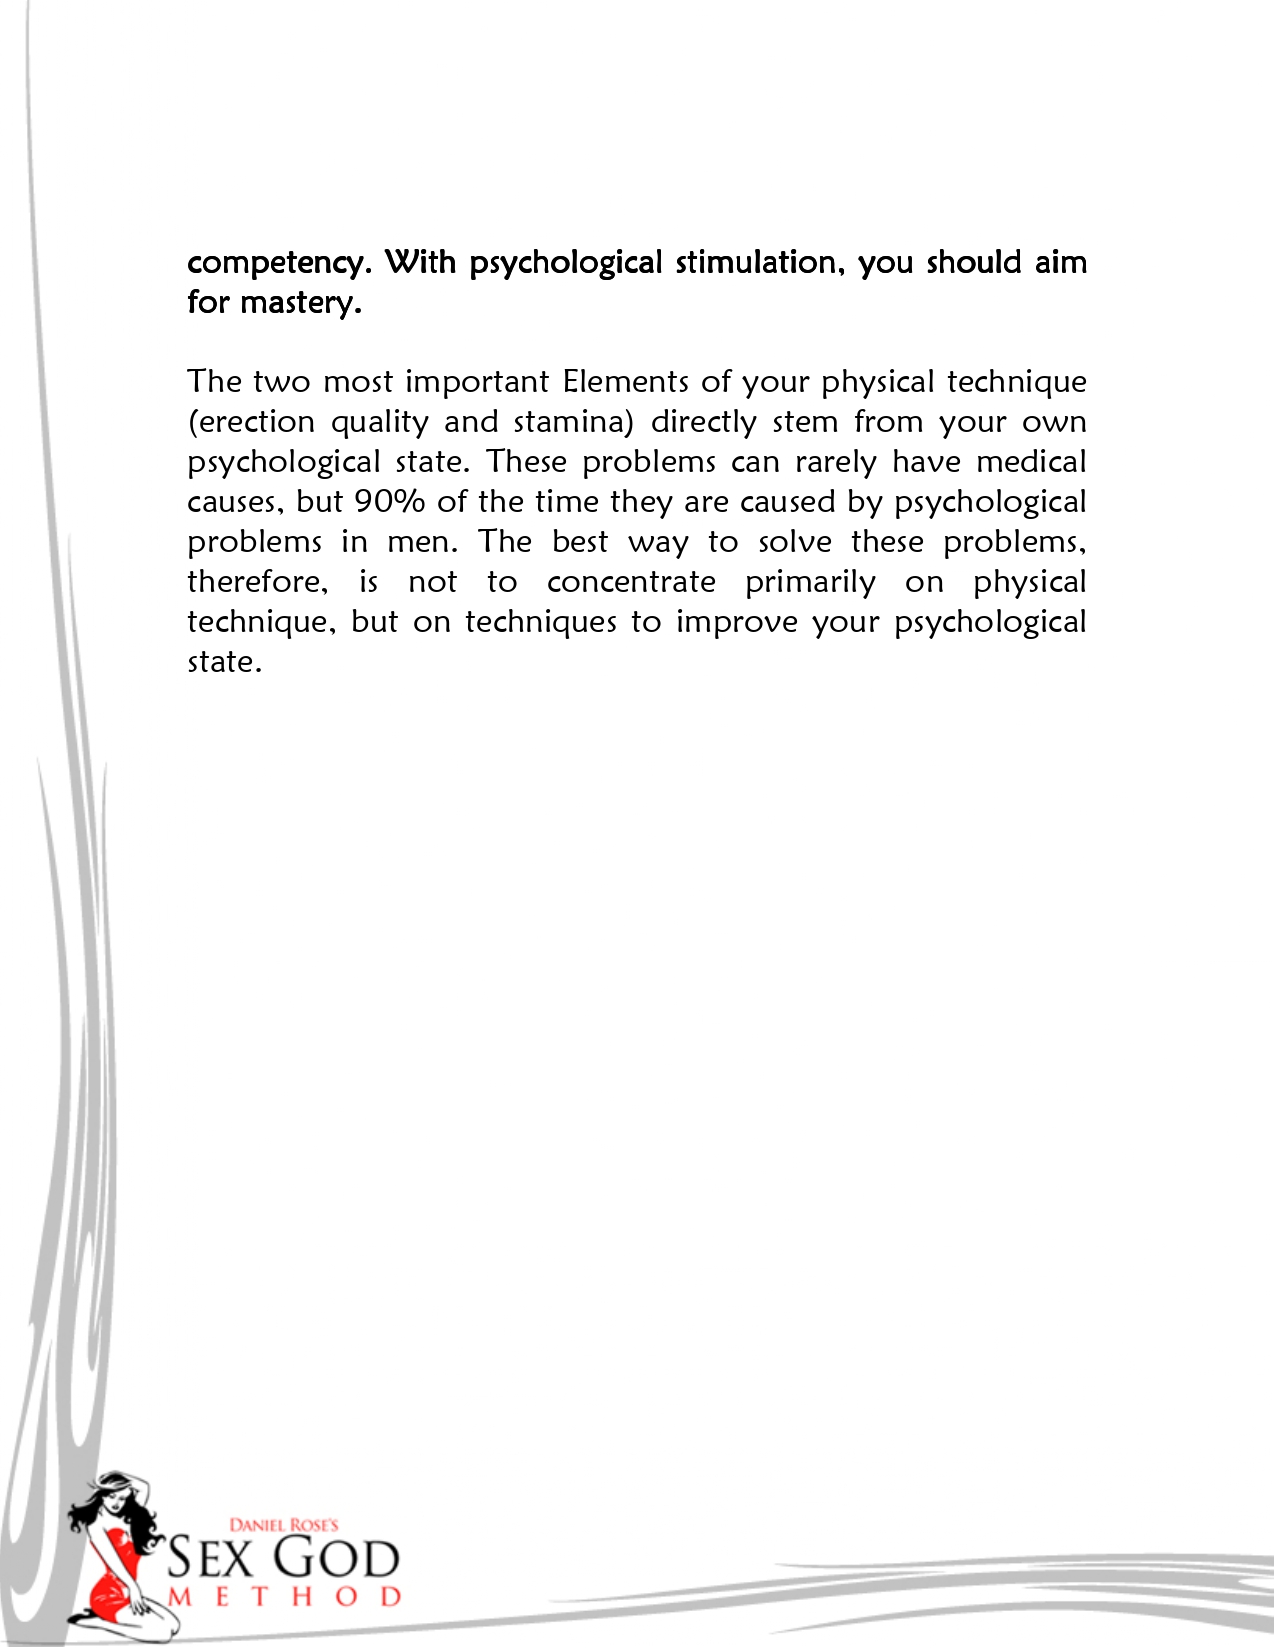 competency. With psychological stimulation, you should aim
for mastery.
The two most important Elements of your physical technique
(erection quality and stamina) directly stem from your own
psychological state. These problems can rarely have medical
causes, but 90% of the time they are caused by psychological
problems in men. The best way to solve these problems,
therefore, is not to concentrate primarily on physical
technique, but on techniques to improve your psychological
state.
DANIEL ROSE'S
SEX GOD
METHOD